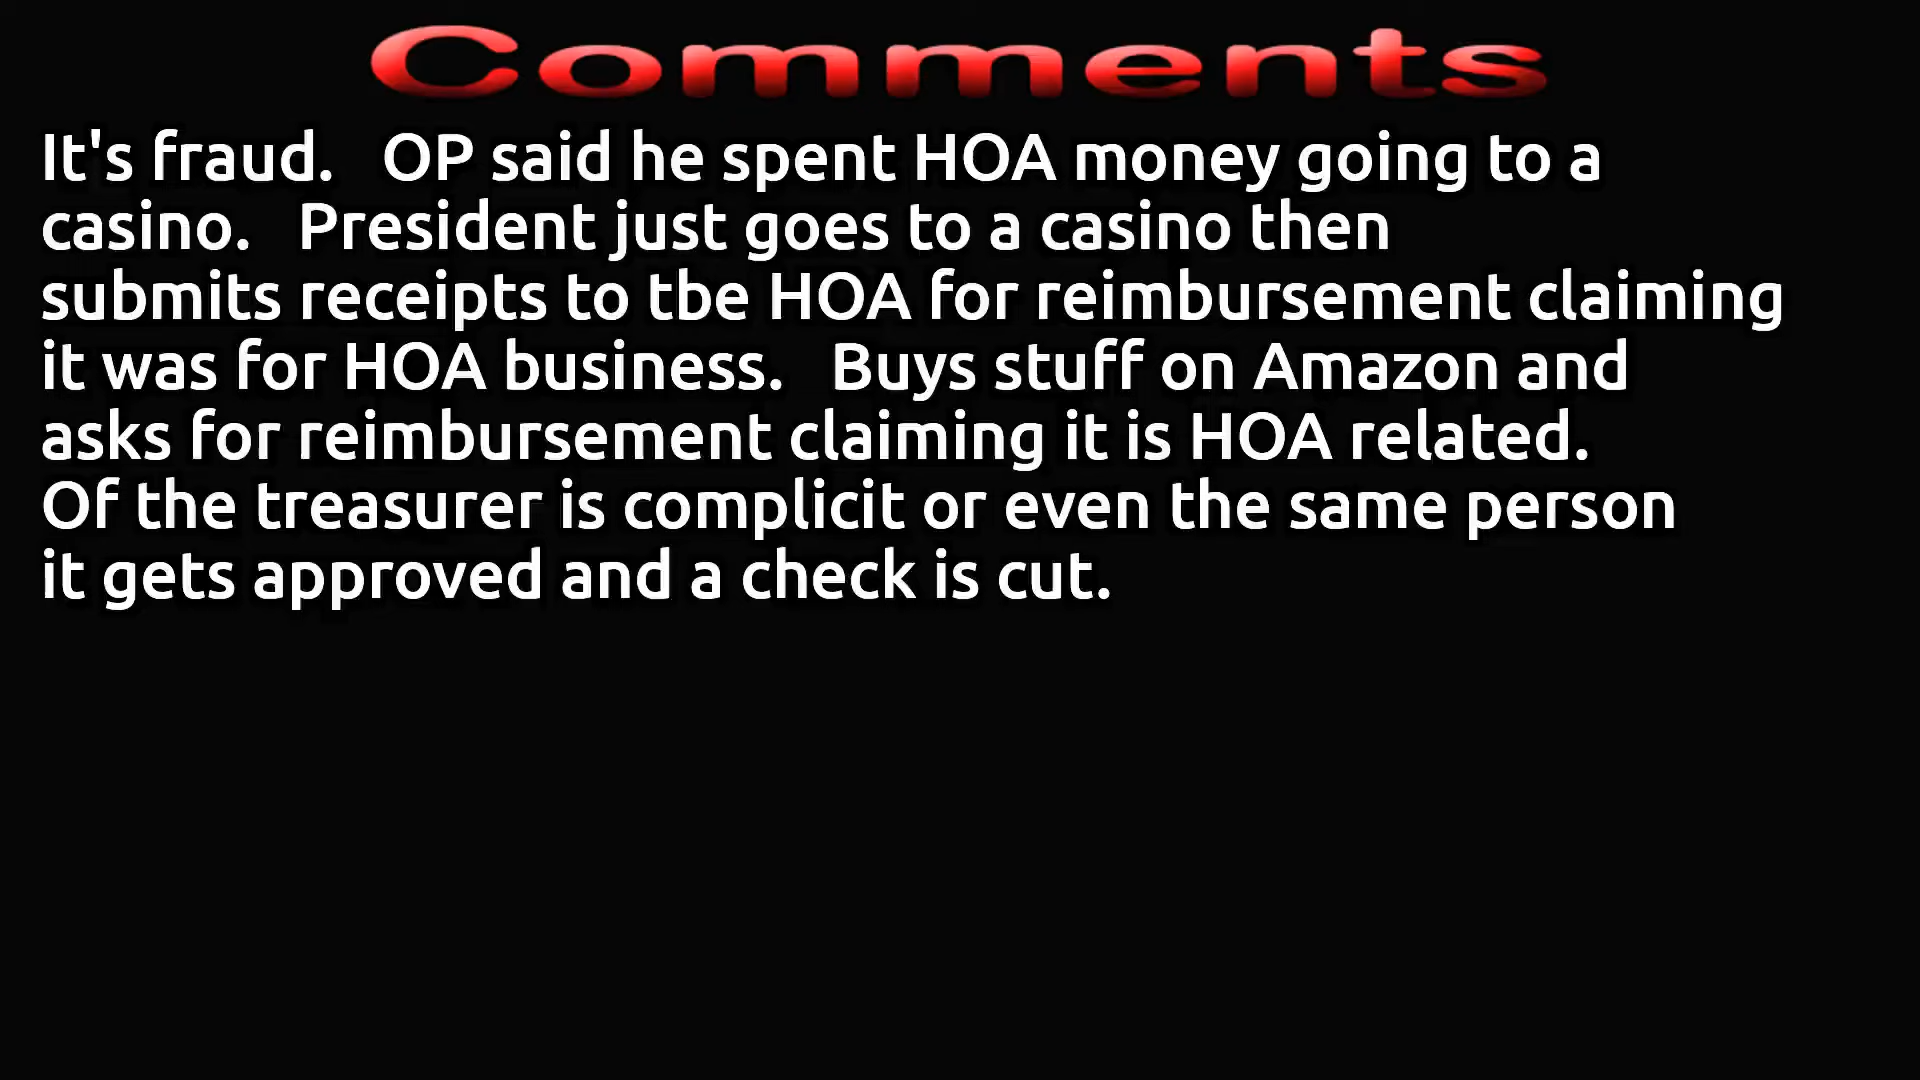 Comments
It's fraud.   OP said he spent HOA money going to a
casino.   President just goes to a casino then
submits receipts to tbe HOA for reimbursement claiming
it was for HOA business.   Buys stuff on Amazon and
asks for reimbursement claiming it is HOA related.
Of the treasurer is complicit or even the same person
it gets approved and a check is cut.